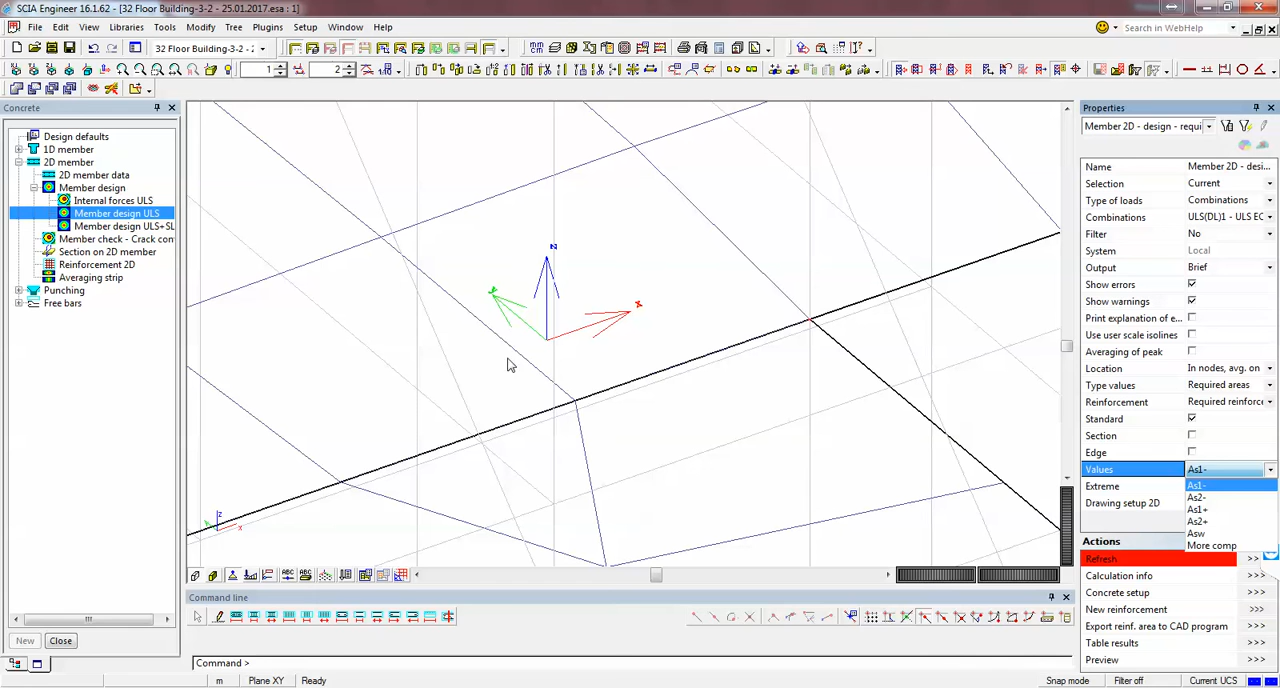 SCIA Engineer 16.1.62 - [32 Floor Building-3-2 - 25.01.2017.esa : 1]
File Edit View Libraries Tools Modify Tree Plugins Setup Window Help
Search in WebHelp
32 Floor Building-3-2 - :
1 2
Concrete
Design defaults
1D member
2D member
2D member data
Member design
Internal forces ULS
Member design ULS
Member design ULS+SL
Member check - Crack con
Section on 2D member
Reinforcement 2D
Averaging strip
Punching
Free bars
New Close
z
y
x
z
x
Properties
Member 2D - design - requi
Name Member 2D - desi...
Selection Current
Type of loads Combinations
Combinations ULS(DL)1 - ULS EC
Filter No
System Local
Output Brief
Show errors
Show warnings
Print explanation of e...
Use user scale isolines
Averaging of peak
Location In nodes, avg. on
Type values Required areas
Reinforcement Required reinforce
Standard
Section
Edge
Values As1-
Extreme As1-
As2-
Drawing setup 2D As1+
As2+
Asw
More comp
Actions
Refresh >>
Calculation info >>>
Concrete setup >>>
New reinforcement >>>
Export reinf. area to CAD program >>>
Table results >>>
Preview >>>
Command line
Command >
m Plane XY Ready Snap mode Filter off Current UCS